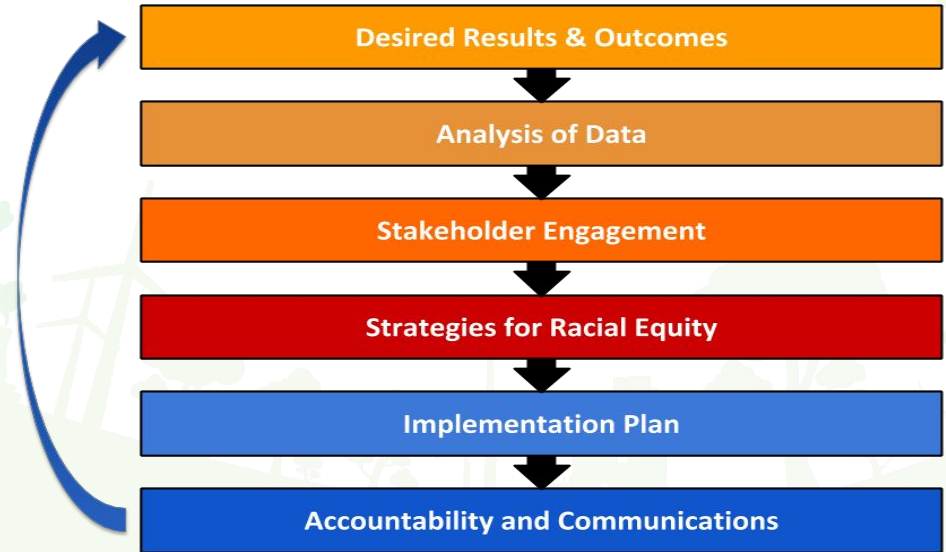 Desired Results & Outcomes
Analysis of Data
Stakeholder Engagement
Strategies for Racial Equity
Implementation Plan
Accountability and Communications